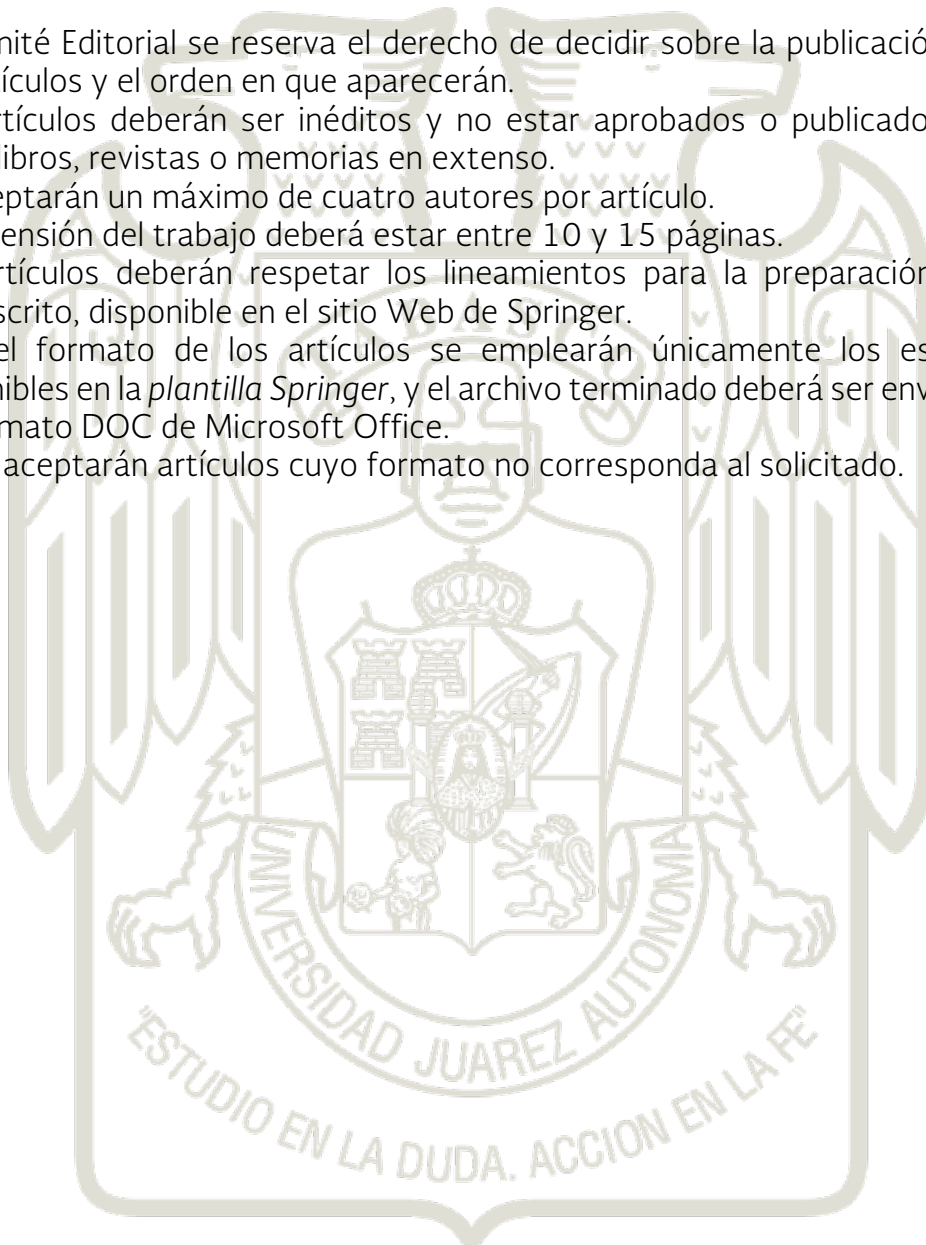 mité Editorial se reserva el derecho de decidir sobre la publicació
tículos y el orden en que aparecerán.
rtículos deberán ser inéditos y no estar aprobados o publicado
libros, revistas o memorias en extenso.
eptarán un máximo de cuatro autores por artículo.
ensión del trabajo deberá estar entre 10 y 15 páginas.
rtículos deberán respetar los lineamientos para la preparación
scrito, disponible en el sitio Web de Springer.
el formato de los artículos se emplearán únicamente los es
nibles en la plantilla Springer, y el archivo terminado deberá ser env
rmato DOC de Microsoft Office.
aceptarán artículos cuyo formato no corresponda al solicitado.
UNIVERSIDAD JUAREZ AUTONOMA
"ESTUDIO EN LA DUDA. ACCION EN LA FE"